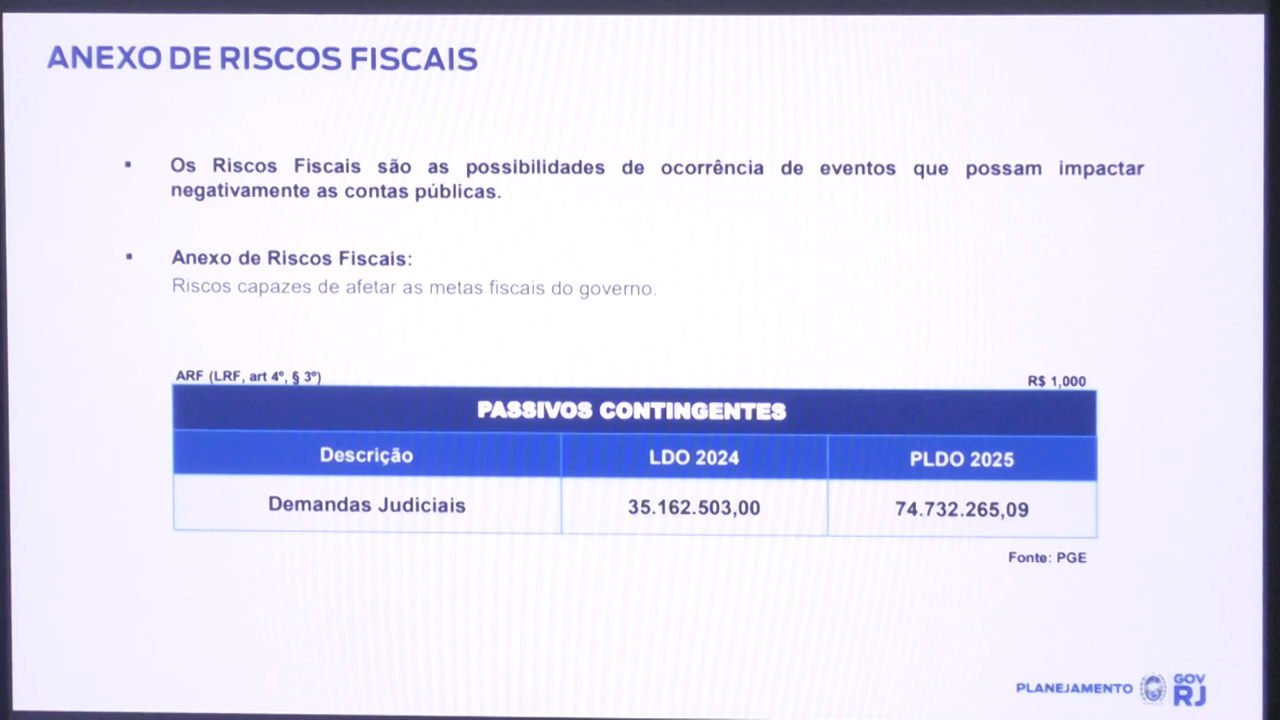 ANEXO DE RISCOS FISCAIS
▪ Os Riscos Fiscais são as possibilidades de ocorrência de eventos que possam impactar
negativamente as contas públicas.
▪ Anexo de Riscos Fiscais:
Riscos capazes de afetar as metas fiscais do governo.
ARF (LRF, art 4º, § 3º) R$ 1,000
PASSIVOS CONTINGENTES
Descrição LDO 2024 PLDO 2025
Demandas Judiciais 35.162.503,00 74.732.265,09
Fonte: PGE
PLANEJAMENTO GOV
RJ